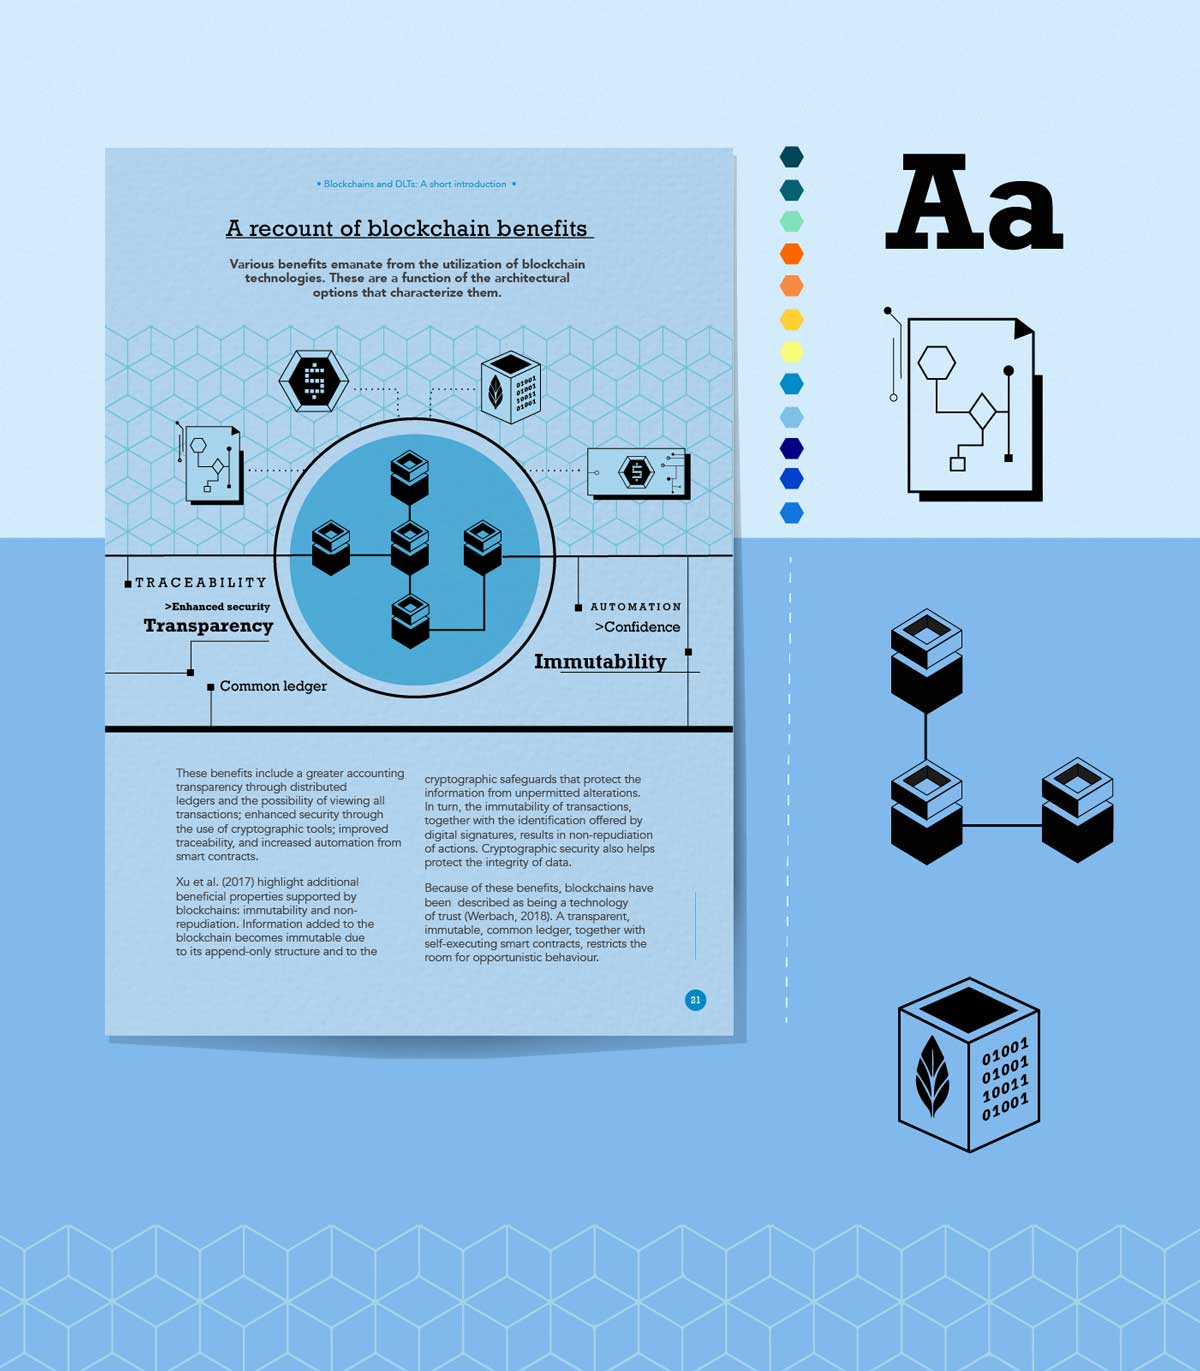 • Blockchains and DLTs: A short introduction •
A recount of blockchain benefits
Various benefits emanate from the utilization of blockchain
technologies. These are a function of the architectural
options that characterize them.
01001
01001
10011
01001
TRACEABILITY
>Enhanced security
Transparency
Common ledger
AUTOMATION
>Confidence
Immutability
These benefits include a greater accounting
transparency through distributed
ledgers and the possibility of viewing all
transactions; enhanced security through
the use of cryptographic tools; improved
traceability, and increased automation from
smart contracts.
Xu et al. (2017) highlight additional
beneficial properties supported by
blockchains: immutability and non-
repudiation. Information added to the
blockchain becomes immutable due
to its append-only structure and to the
cryptographic safeguards that protect the
information from unpermitted alterations.
In turn, the immutability of transactions,
together with the identification offered by
digital signatures, results in non-repudiation
of actions. Cryptographic security also helps
protect the integrity of data.
Because of these benefits, blockchains have
been described as being a technology
of trust (Werbach, 2018). A transparent,
immutable, common ledger, together with
self-executing smart contracts, restricts the
room for opportunistic behaviour.
21
Aa
01001
01001
10011
01001